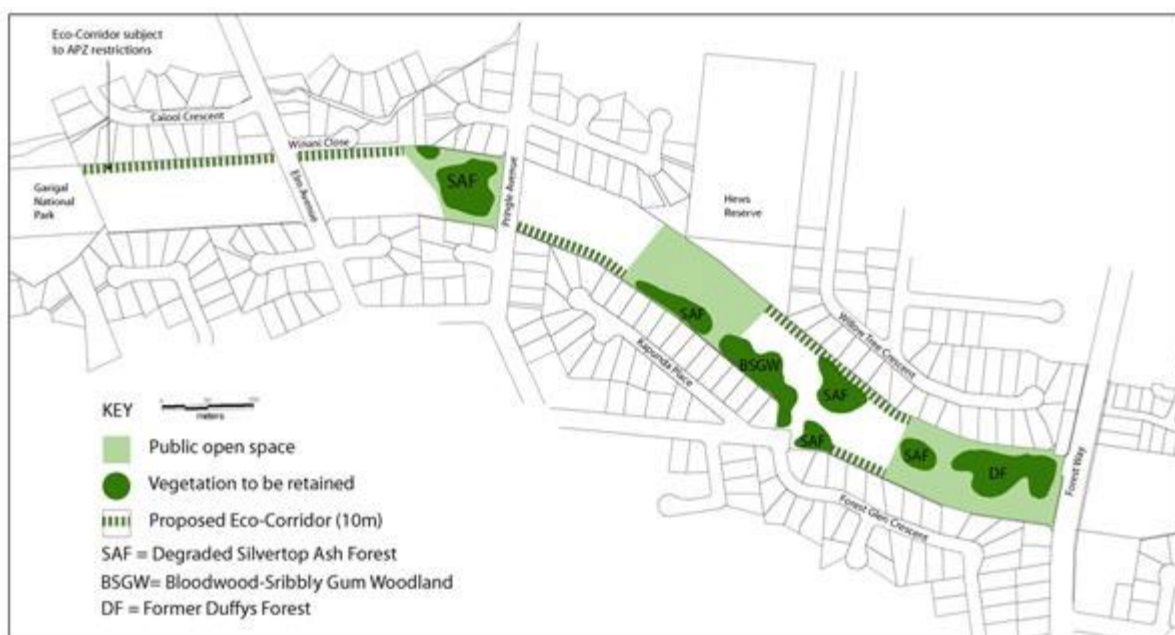 Eco-Corridor subject
to APZ restrictions
Calool Crescent
Winani Close
Elm Avenue
Pringle Avenue
SAF
Garigal
National
Park
Hews
Reserve
SAF
BSGW
SAF
SAF
SAF
DF
Kapunda Place
Willow Tree Crescent
Forest Glen Crescent
Forest Way
KEY
meters
Public open space
Vegetation to be retained
Proposed Eco-Corridor (10m)
SAF = Degraded Silvertop Ash Forest
BSGW= Bloodwood-Sribbly Gum Woodland
DF = Former Duffys Forest